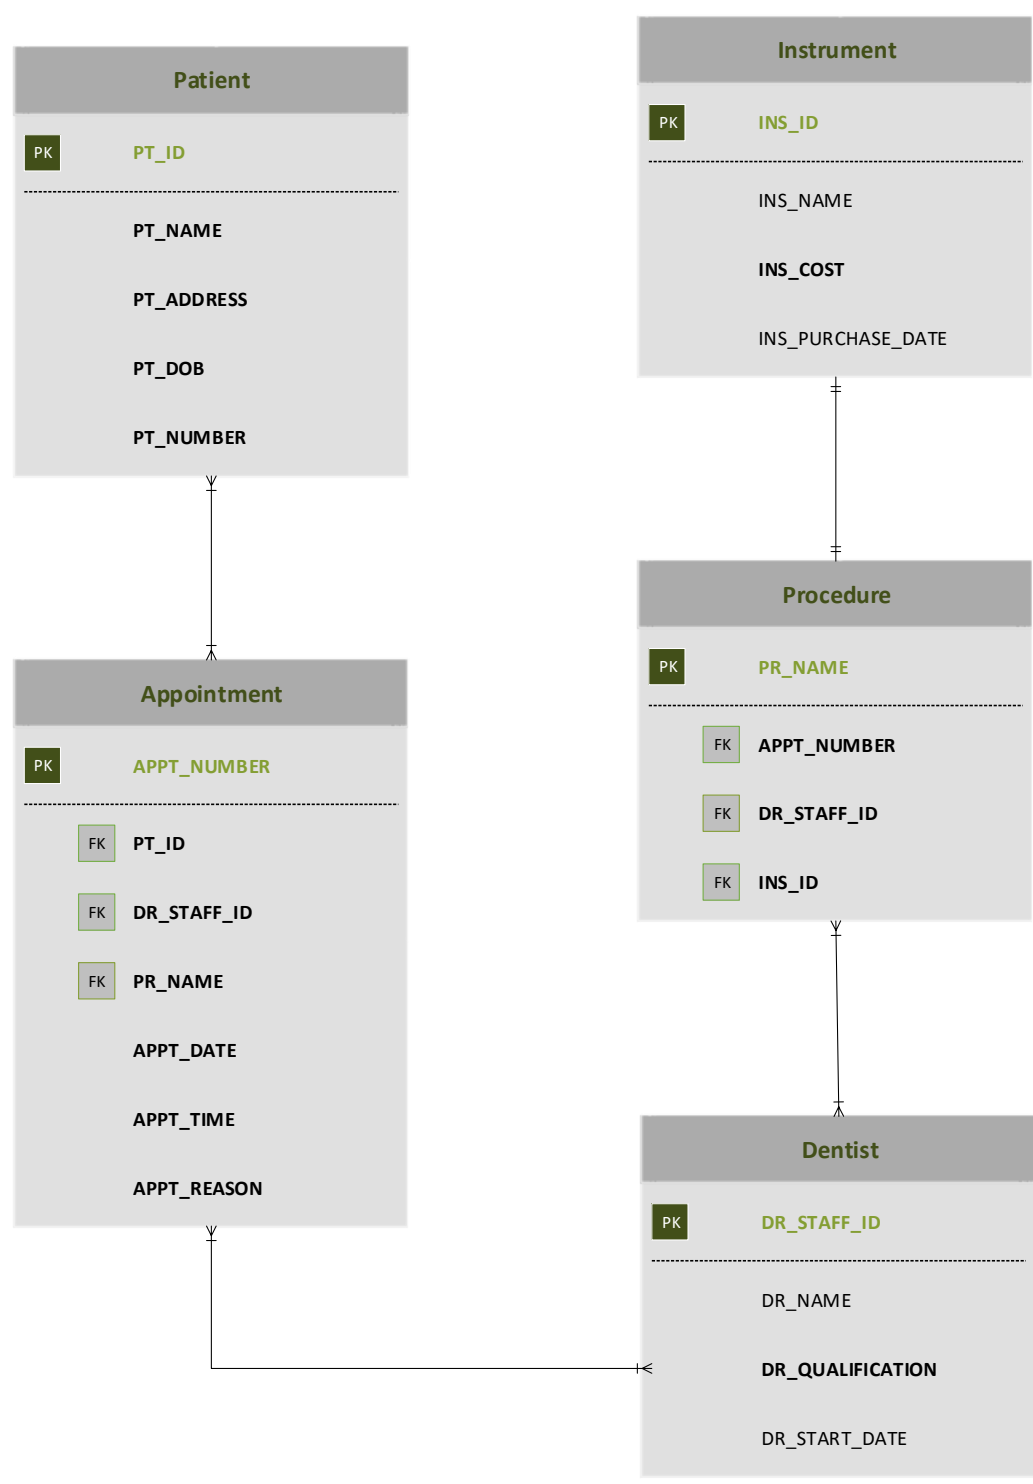 Patient
PK PT_ID
PT_NAME
PT_ADDRESS
PT_DOB
PT_NUMBER
Instrument
PK INS_ID
INS_NAME
INS_COST
INS_PURCHASE_DATE
Appointment
PK APPT_NUMBER
FK PT_ID
FK DR_STAFF_ID
FK PR_NAME
APPT_DATE
APPT_TIME
APPT_REASON
Procedure
PK PR_NAME
FK APPT_NUMBER
FK DR_STAFF_ID
FK INS_ID
Dentist
PK DR_STAFF_ID
DR_NAME
DR_QUALIFICATION
DR_START_DATE